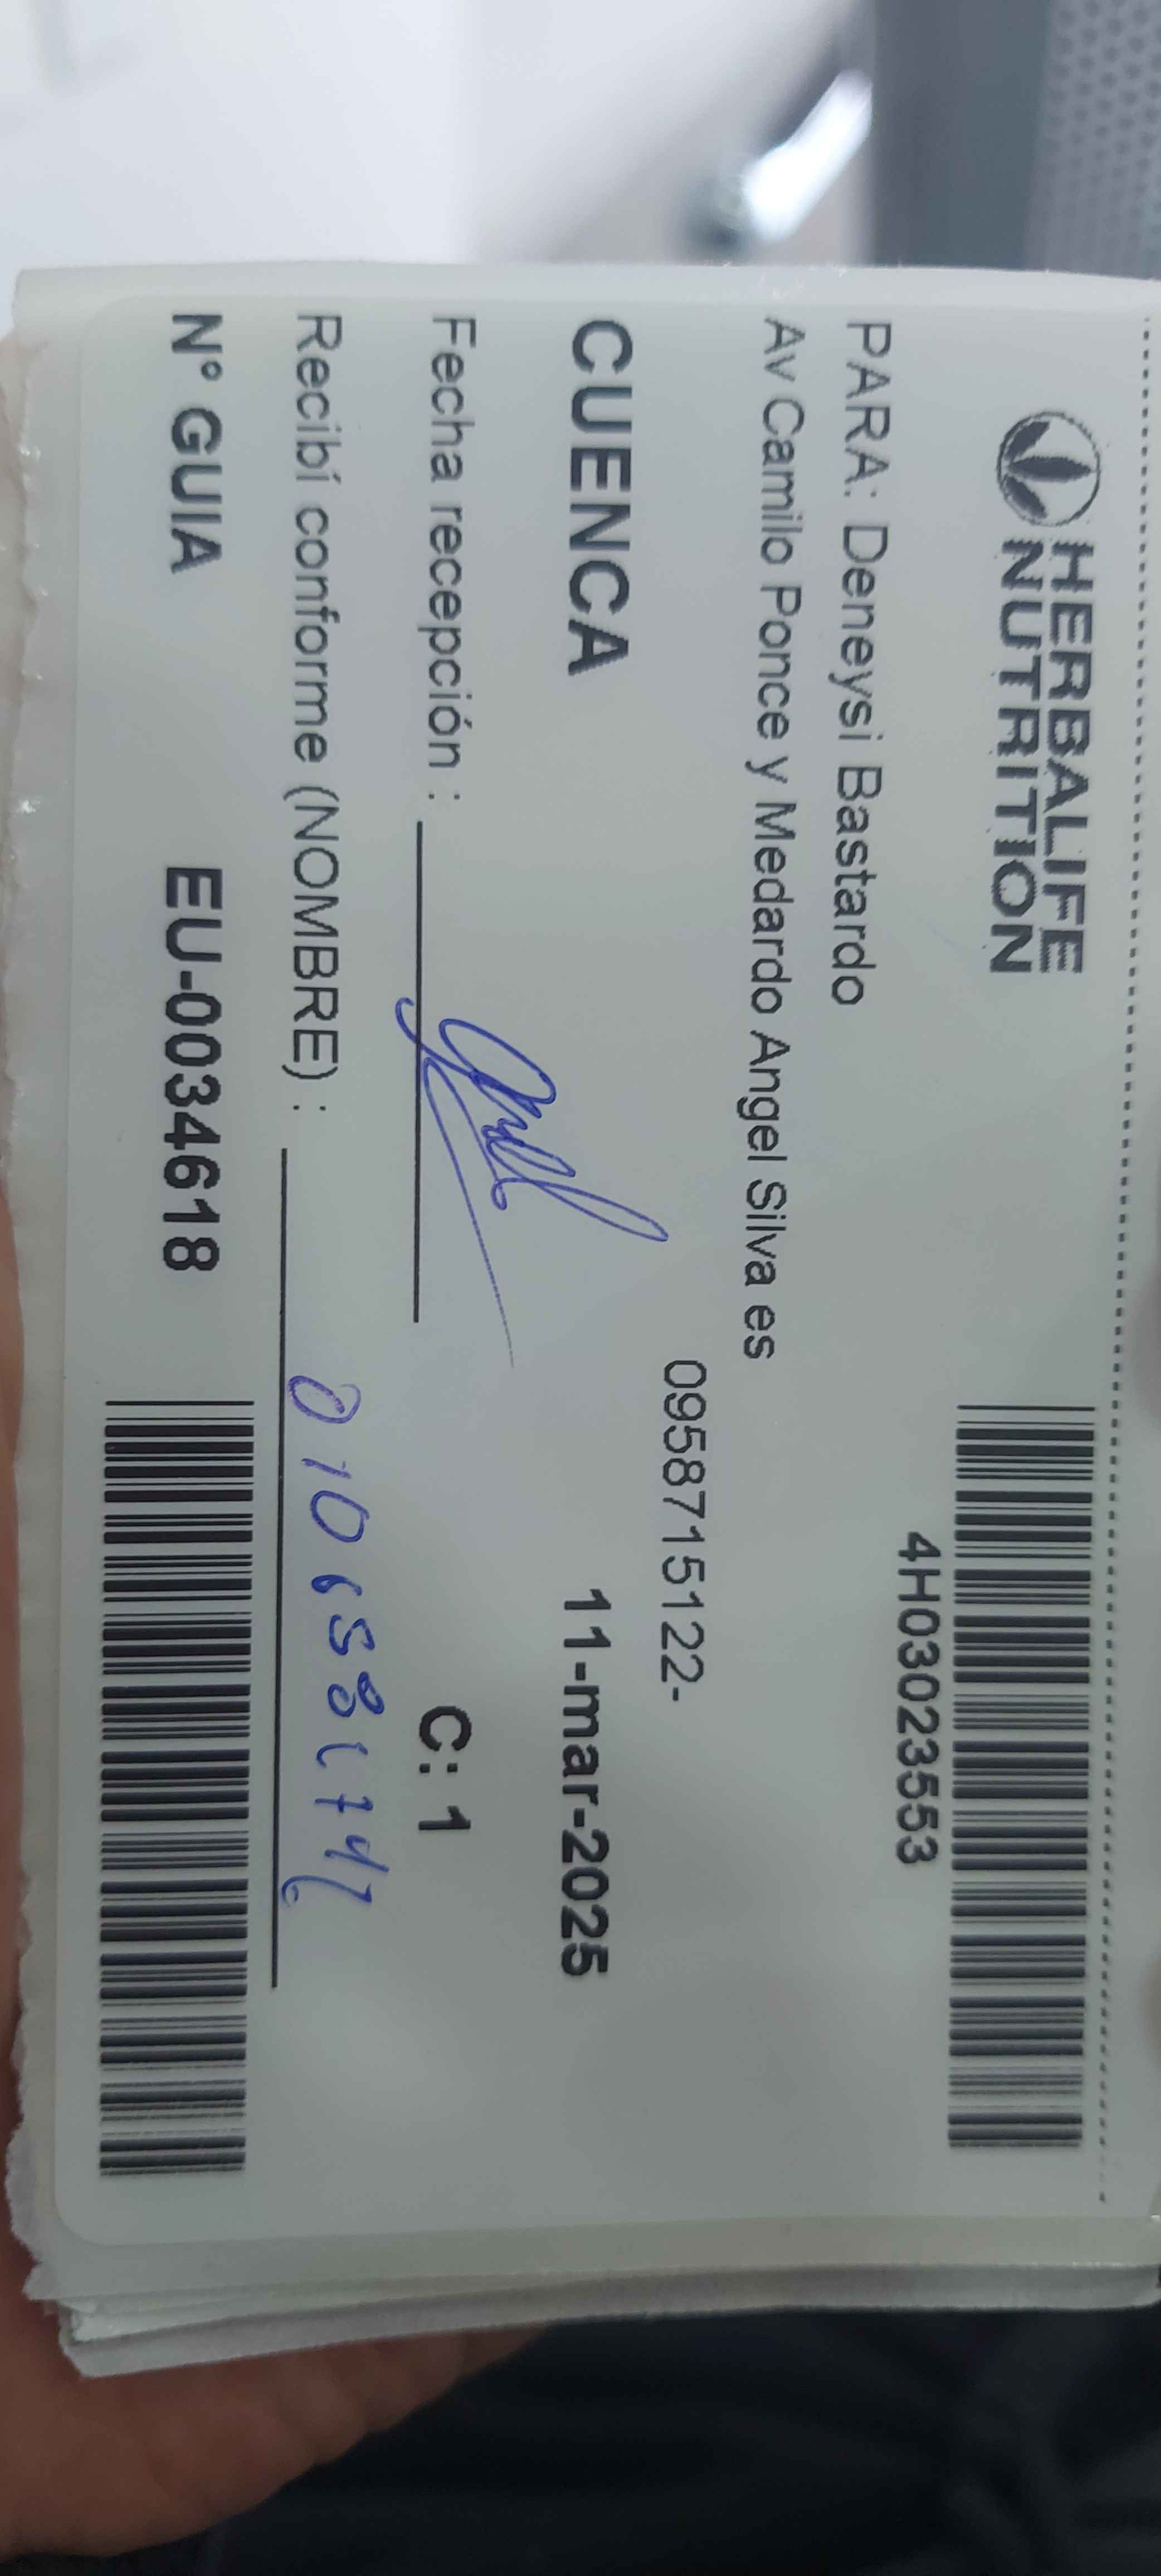 HERBALIFE
NUTRITION
4H03023553
PARA: Deneysi Bastardo
Av Camilo Ponce y Medardo Angel Silva es
0958715122-
CUENCA 11-mar-2025
Fecha recepción : C: 1
Recibí conforme (NOMBRE) :
N° GUIA EU-0034618